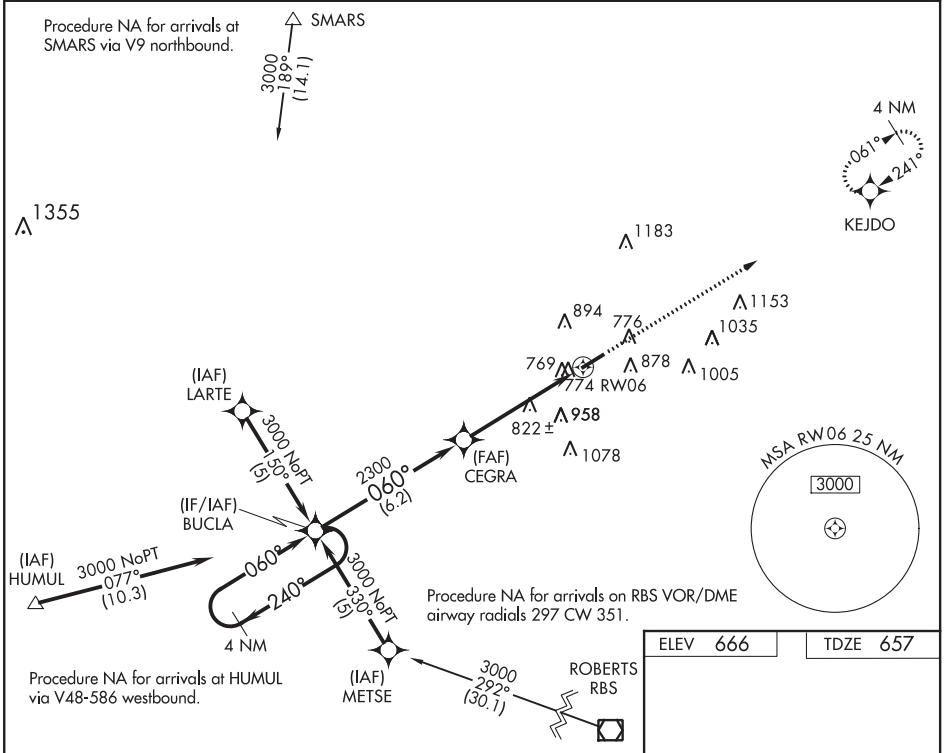 Procedure NA for arrivals at
SMARS via V9 northbound.
SMARS
3000
189°
(14.1)
4 NM
061°
241°
KEJDO
1355
1183
1153
894
776
1035
769
878
1005
774 RW06
822 ±
958
1078
(IAF)
LARTE
3000 NoPT
150°
(5)
2300
060°
(6.2)
(FAF)
CEGRA
MSA RW06 25 NM
3000
(IF/IAF)
BUCLA
(IAF)
HUMUL
3000 NoPT
077°
(10.3)
060°
240°
4 NM
3000 NoPT
330°
(5)
Procedure NA for arrivals on RBS VOR/DME
airway radials 297 CW 351.
(IAF)
METSE
3000
292°
(30.1)
ROBERTS
RBS
Procedure NA for arrivals at HUMUL
via V48-586 westbound.
ELEV 666
TDZE 657